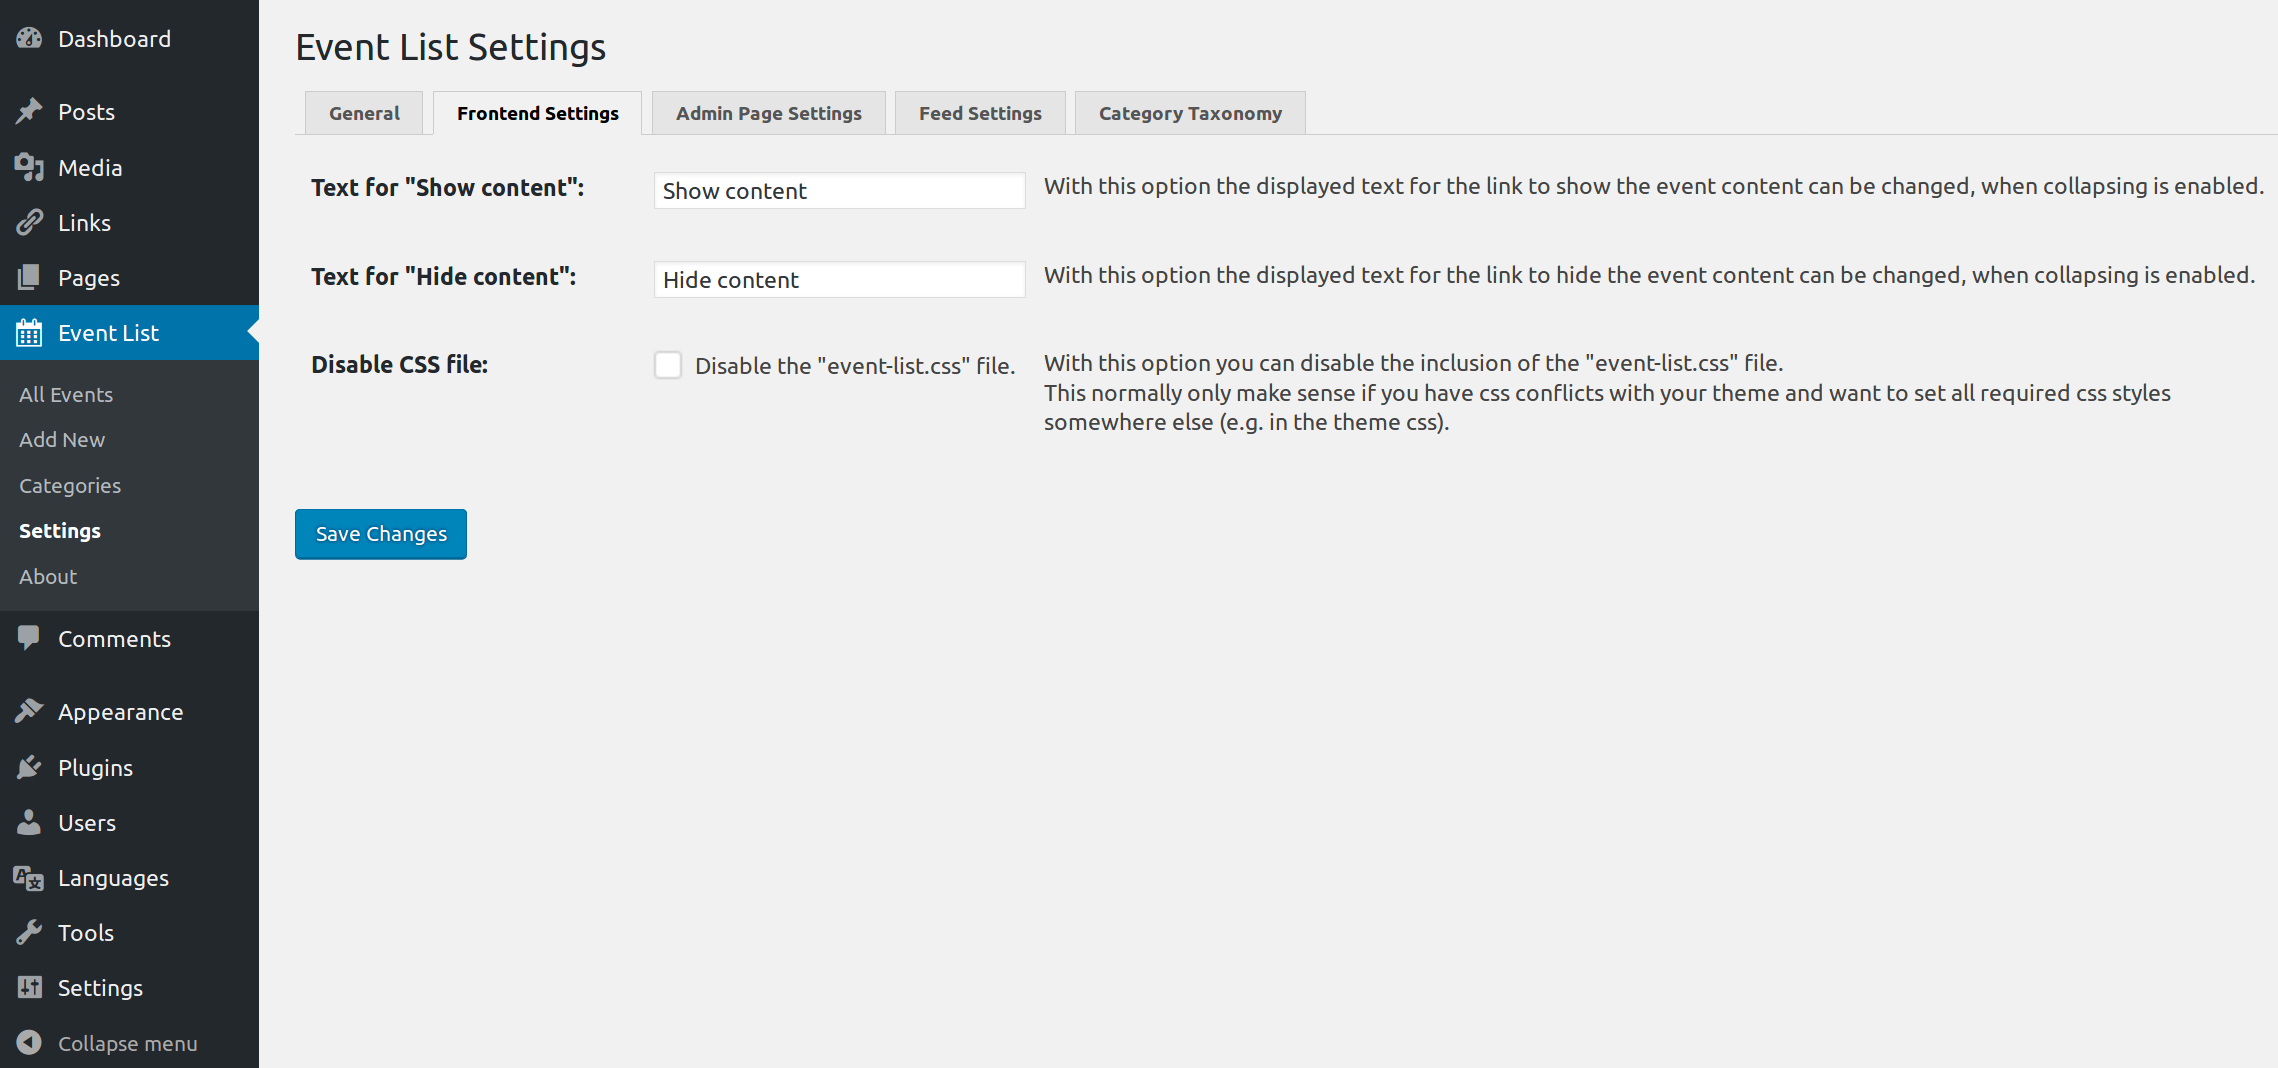 Dashboard
Posts
Media
Links
Pages
Event List
All Events
Add New
Categories
Settings
About
Comments
Appearance
Plugins
Users
Languages
Tools
Settings
Collapse menu
Event List Settings
General
Frontend Settings
Admin Page Settings
Feed Settings
Category Taxonomy
Text for "Show content":
Show content
With this option the displayed text for the link to show the event content can be changed, when collapsing is enabled.
Text for "Hide content":
Hide content
With this option the displayed text for the link to hide the event content can be changed, when collapsing is enabled.
Disable CSS file:
Disable the "event-list.css" file.
With this option you can disable the inclusion of the "event-list.css" file.
This normally only make sense if you have css conflicts with your theme and want to set all required css styles
somewhere else (e.g. in the theme css).
Save Changes